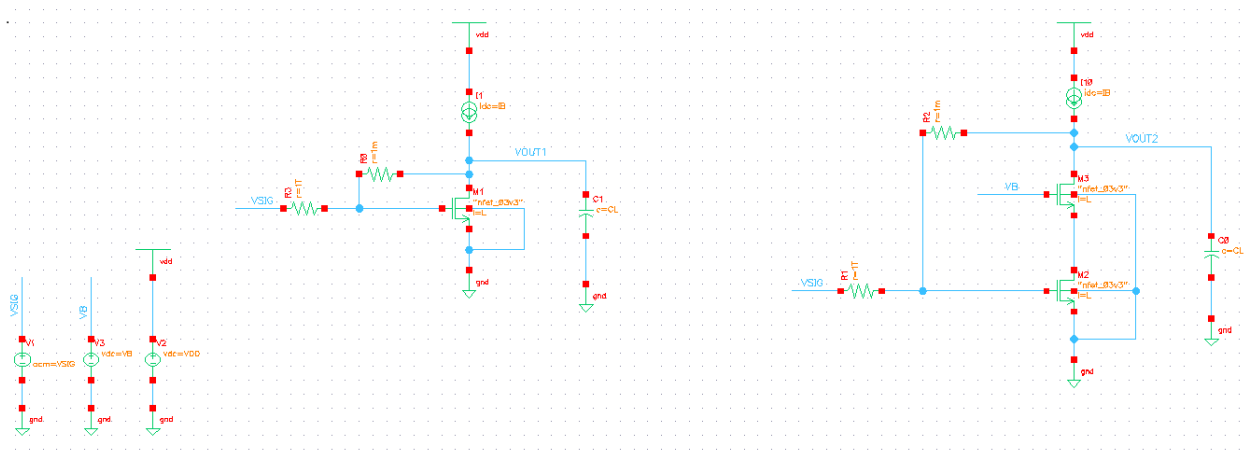 vdd
I1
idc=IB
VOUT1
R0
r=1m
R3
r=1T
VSIG
M1
"nfet_03v3"
l=L
C1
c=CL
gnd
gnd
vdd
I10
idc=IB
R2
r=1m
VOUT2
VB
M3
"nfet_03v3"
l=L
C0
c=CL
R1
r=1T
VSIG
M2
"nfet_03v3"
l=L
gnd
gnd
vdd
VSIG
VB
V1
acm=VSIG
V3
vdc=VB
V2
vdc=VDD
gnd
gnd
gnd